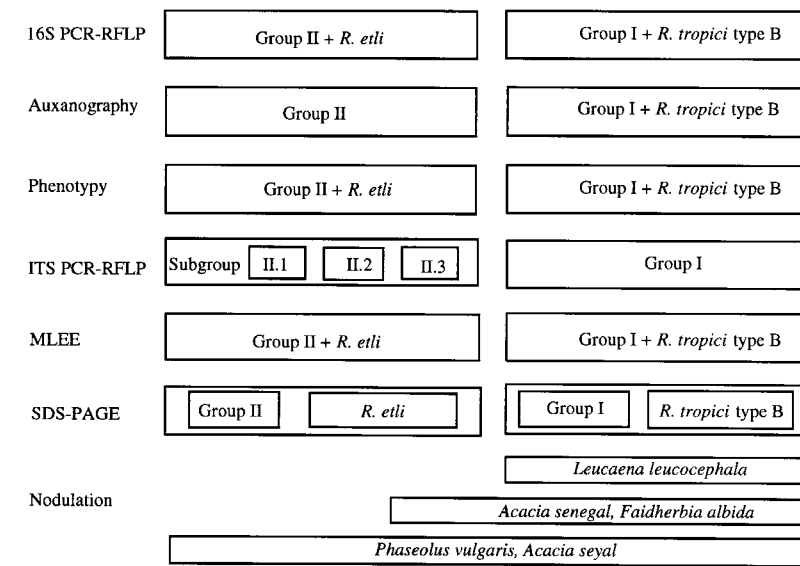 16S PCR-RFLP Group II + R. etli Group I + R. tropici type B
Auxanography Group II Group I + R. tropici type B
Phenotypy Group II + R. etli Group I + R. tropici type B
ITS PCR-RFLP Subgroup II.1 II.2 II.3 Group I
MLEE Group II + R. etli Group I + R. tropici type B
SDS-PAGE Group II R. etli Group I R. tropici type B
Leucaena leucocephala
Nodulation
Acacia senegal, Faidherbia albida
Phaseolus vulgaris, Acacia seyal